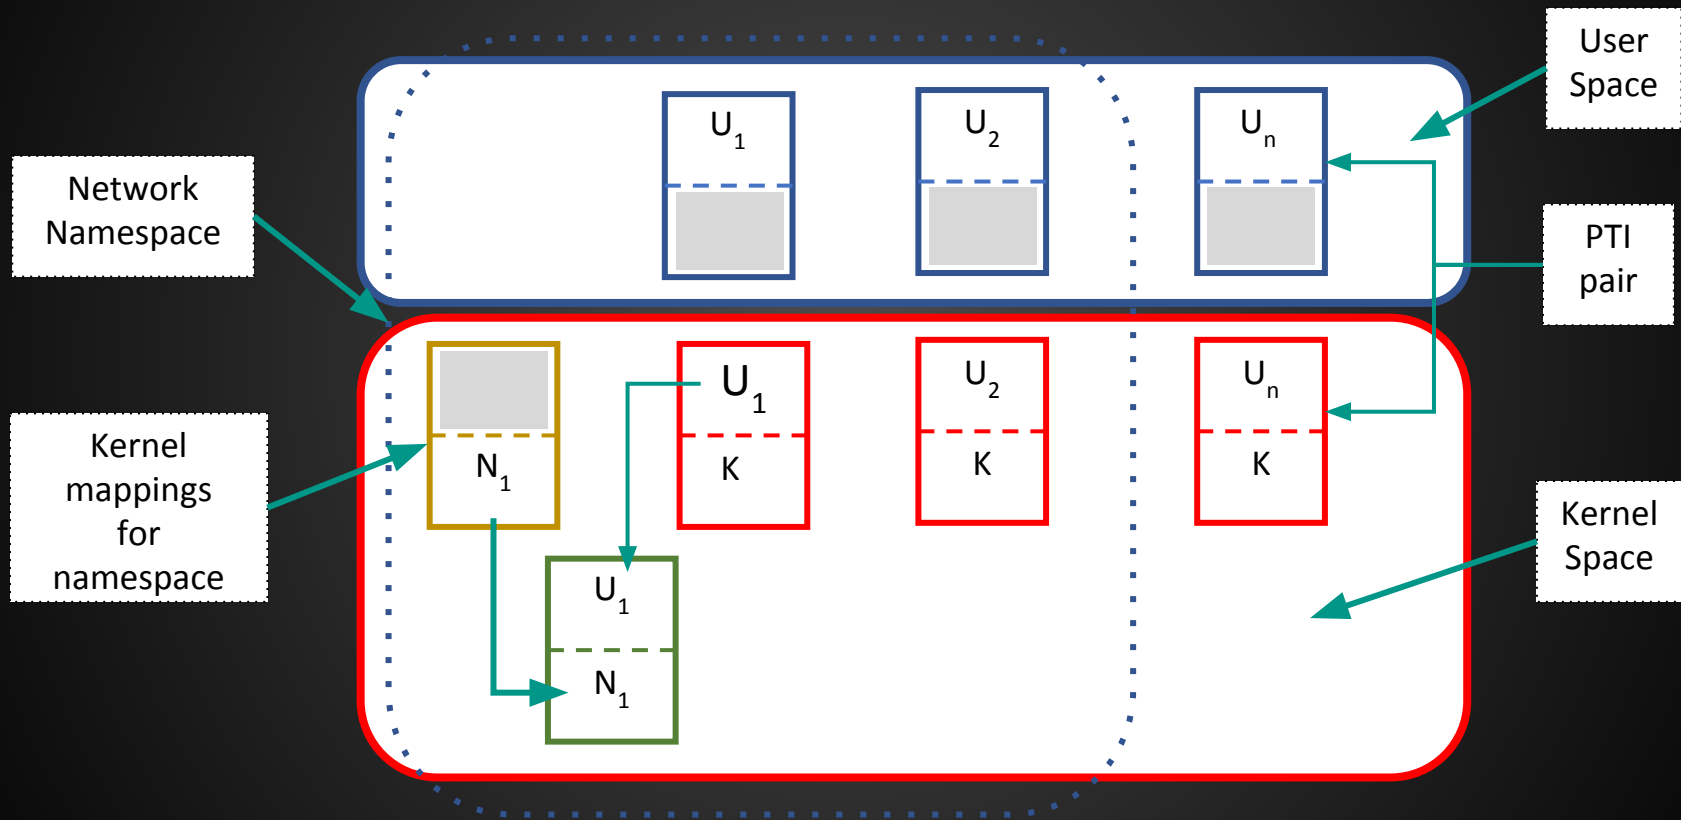 User
Space
U1
U2
Un
Network
Namespace
PTI
pair
N1
U1
K
U2
K
Un
K
Kernel
mappings
for
namespace
Kernel
Space
U1
N1